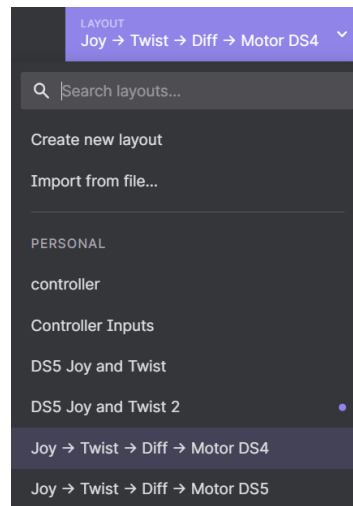 LAYOUT
Joy → Twist → Diff → Motor DS4
Search layouts...
Create new layout
Import from file...
PERSONAL
controller
Controller Inputs
DS5 Joy and Twist
DS5 Joy and Twist 2
Joy → Twist → Diff → Motor DS4
Joy → Twist → Diff → Motor DS5